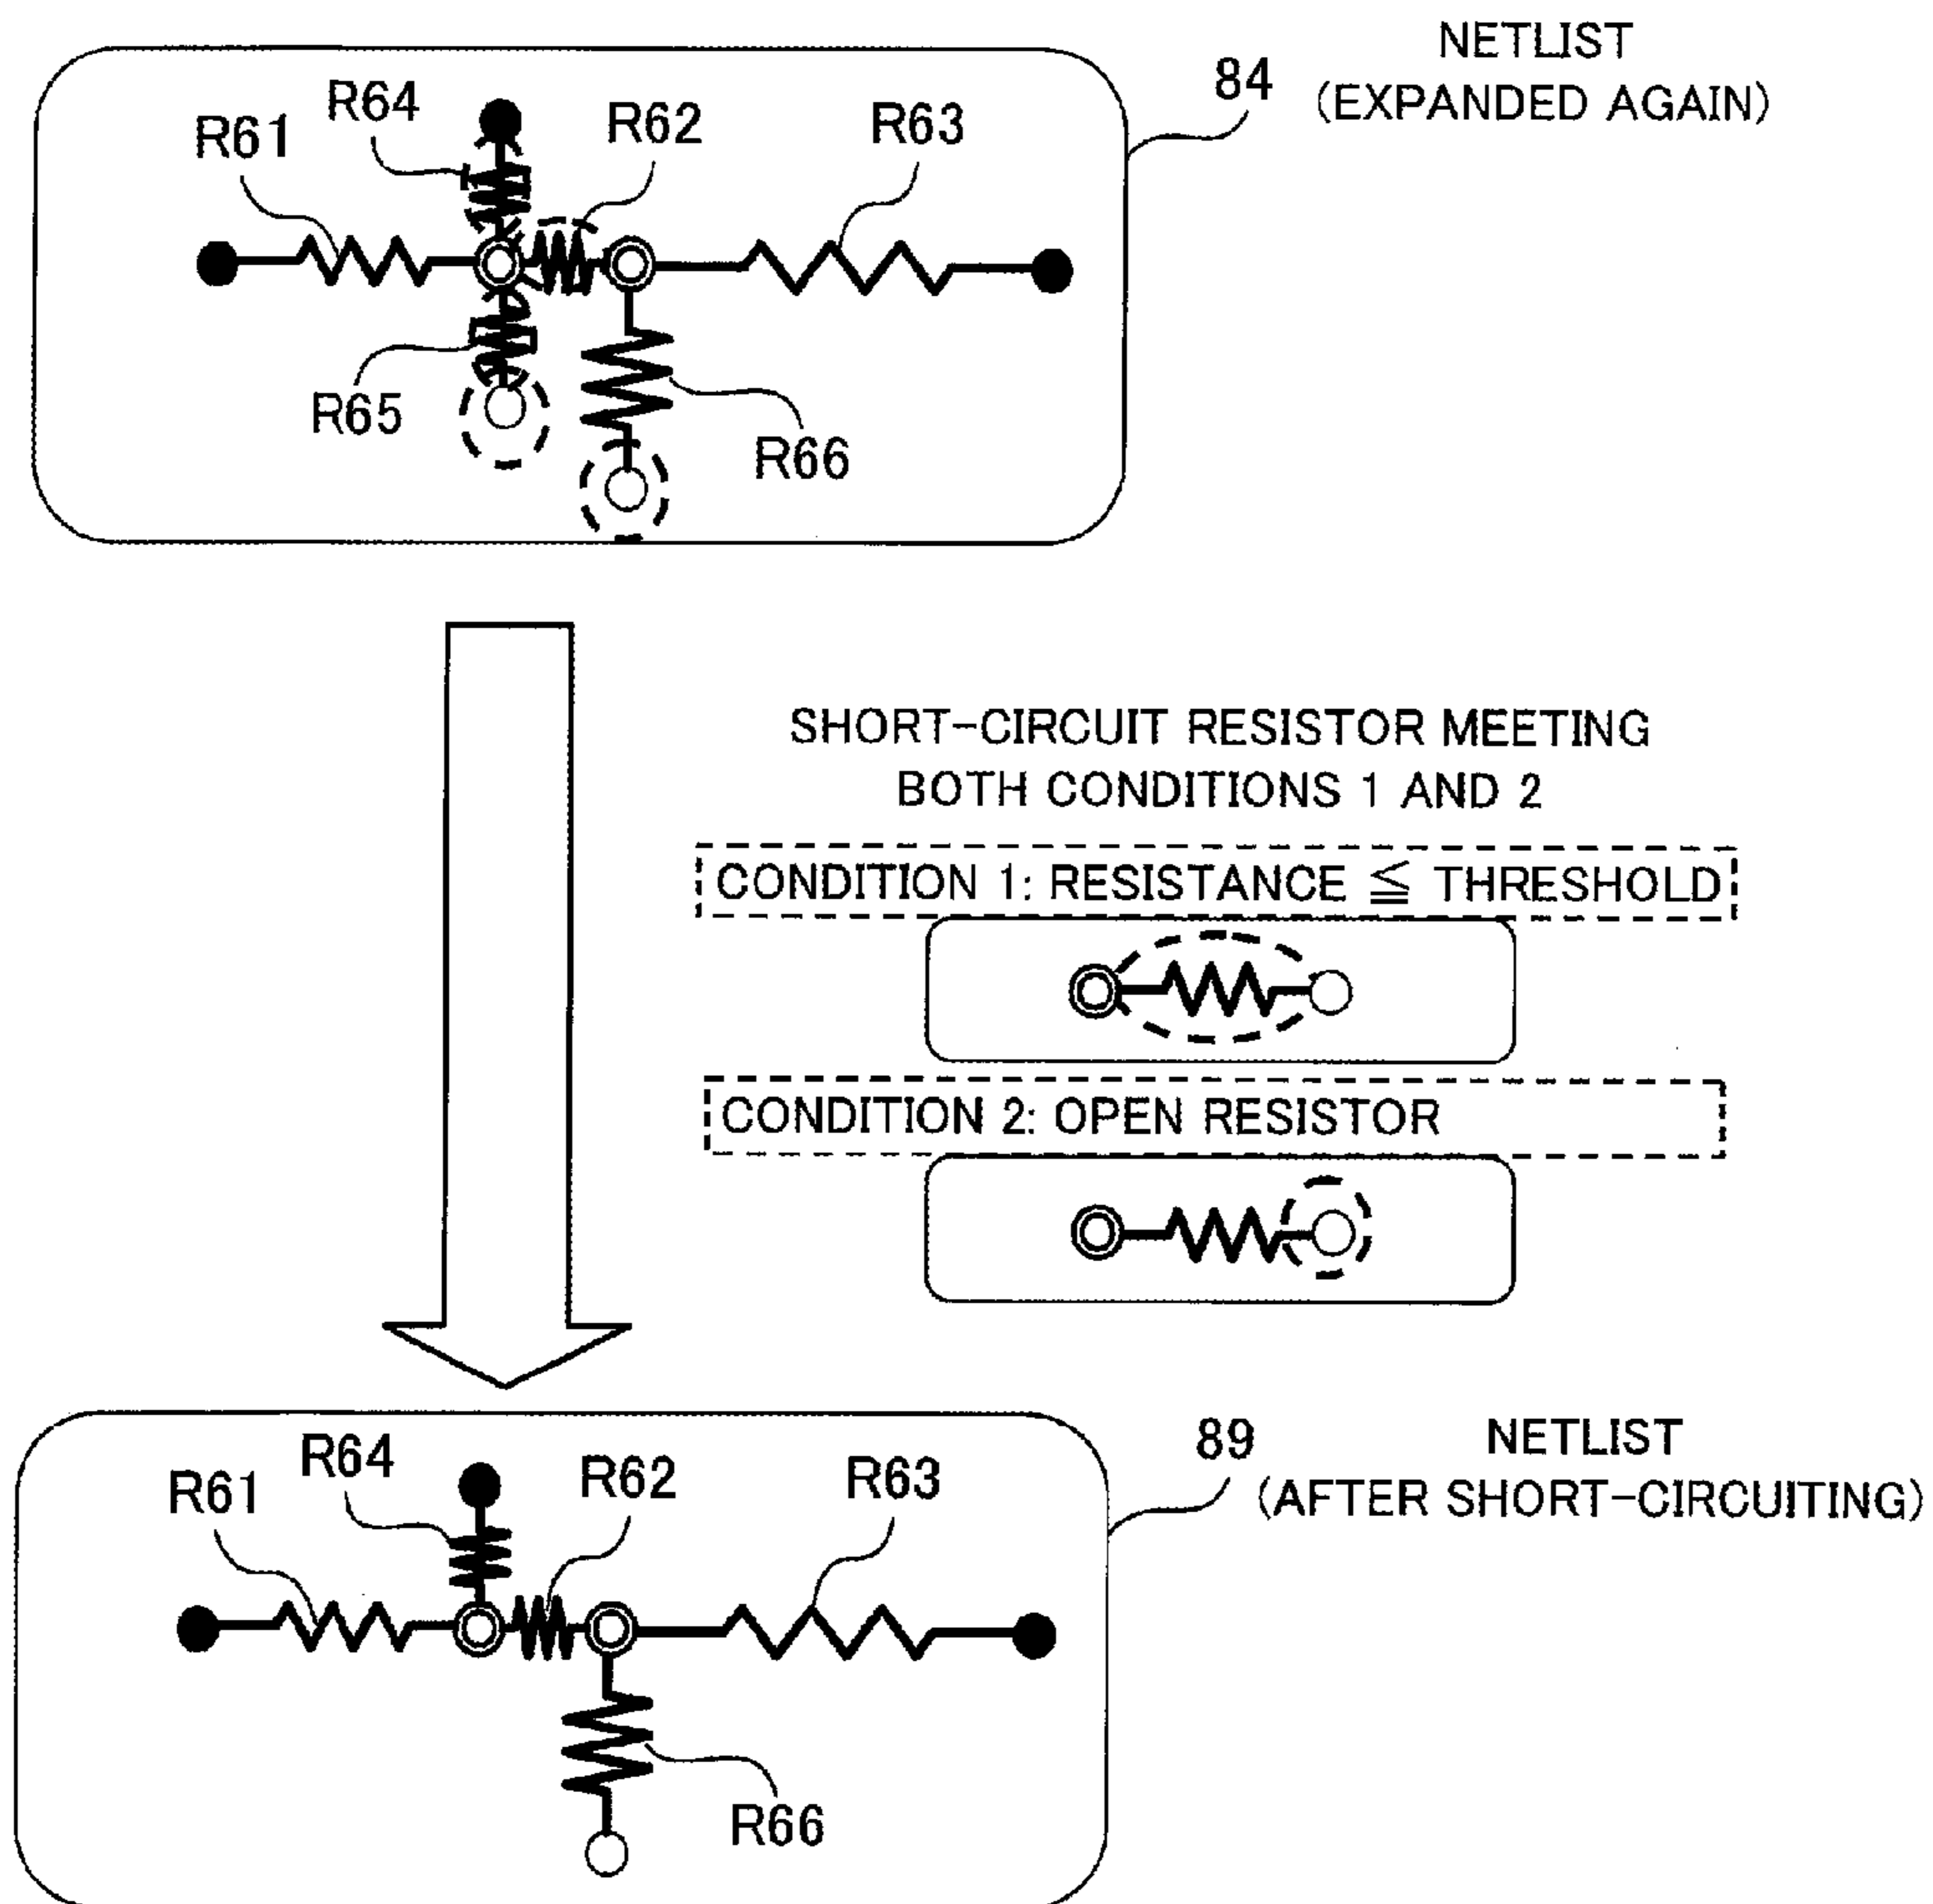 NETLIST
84 (EXPANDED AGAIN)
R61 R64 R62 R63
R65 R66
SHORT-CIRCUIT RESISTOR MEETING
BOTH CONDITIONS 1 AND 2
CONDITION 1: RESISTANCE ≦ THRESHOLD
CONDITION 2: OPEN RESISTOR
89 NETLIST
(AFTER SHORT-CIRCUITING)
R61 R64 R62 R63
R66